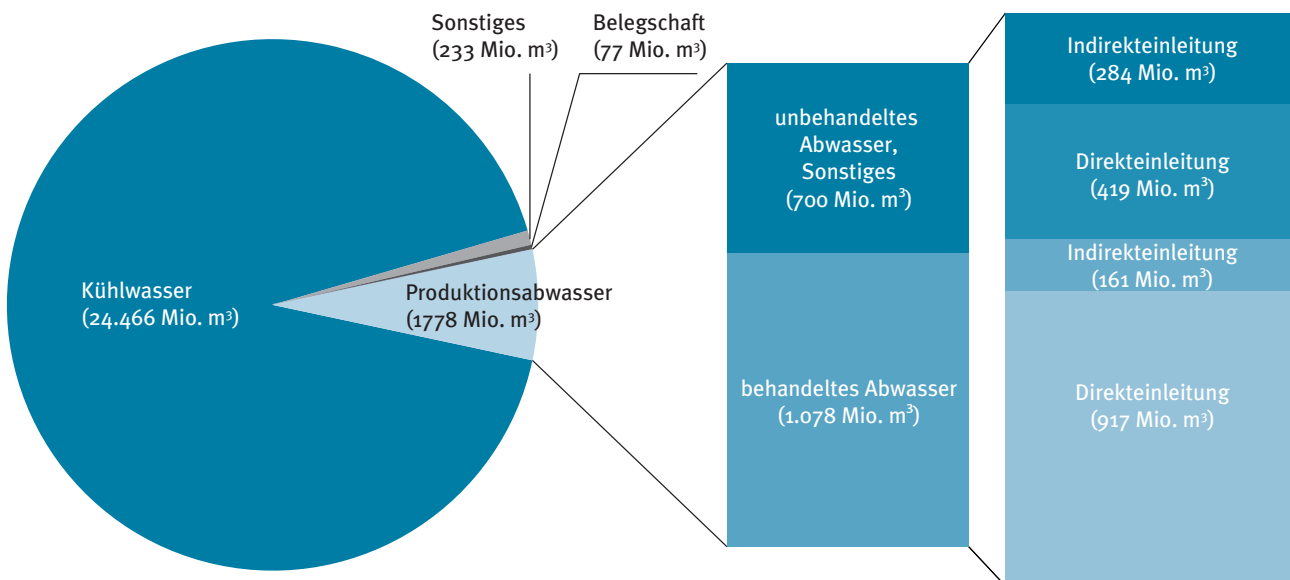 Sonstiges
(233 Mio. m³)
Belegschaft
(77 Mio. m³)
Kühlwasser
(24.466 Mio. m³)
Produktionsabwasser
(1778 Mio. m³)
unbehandeltes
Abwasser,
Sonstiges
(700 Mio. m³)
behandeltes Abwasser
(1.078 Mio. m³)
Indirekteinleitung
(284 Mio. m³)
Direkteinleitung
(419 Mio. m³)
Indirekteinleitung
(161 Mio. m³)
Direkteinleitung
(917 Mio. m³)